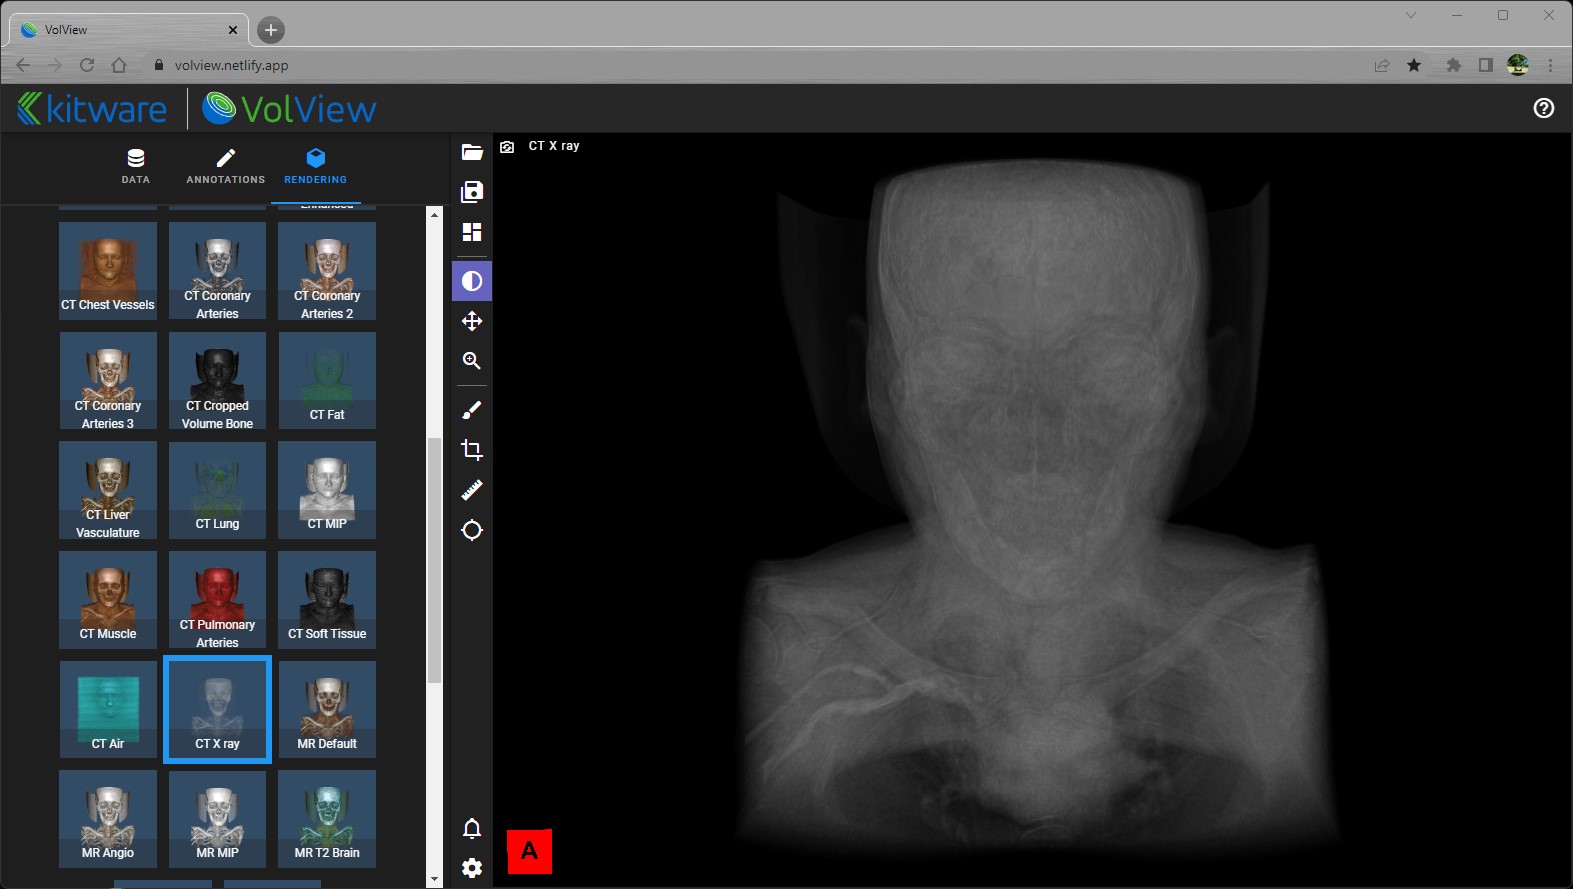 VolView
volview.netlify.app
kitware
VolView
DATA
ANNOTATIONS
RENDERING
CT X ray
Enhanced
CT Chest Vessels
CT Coronary
Arteries
CT Coronary
Arteries 2
CT Coronary
Arteries 3
CT Cropped
Volume Bone
CT Fat
CT Liver
Vasculature
CT Lung
CT MIP
CT Muscle
CT Pulmonary
Arteries
CT Soft Tissue
CT Air
CT X ray
MR Default
MR Angio
MR MIP
MR T2 Brain
A